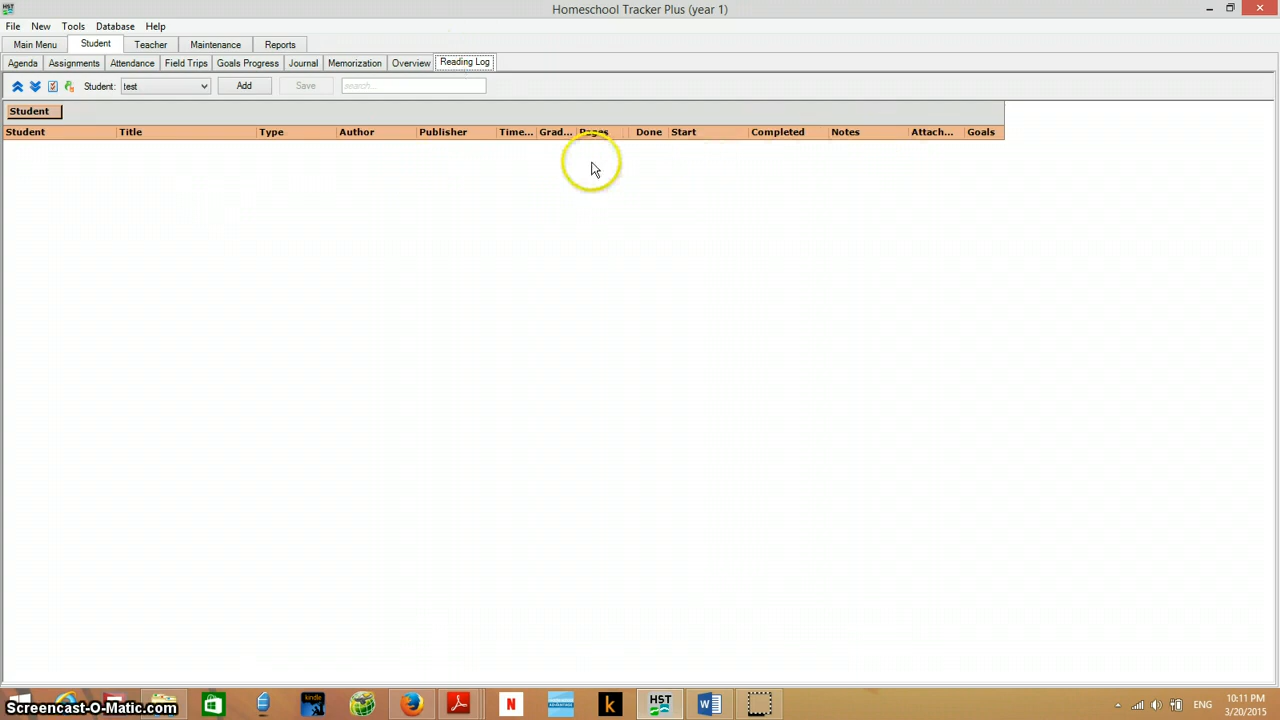 HST
Homeschool Tracker Plus (year 1)
File New Tools Database Help
Main Menu Student Teacher Maintenance Reports
Agenda Assignments Attendance Field Trips Goals Progress Journal Memorization Overview Reading Log
Student: test Add Save search...
Student
Student Title Type Author Publisher Time... Grad... Pages Done Start Completed Notes Attach... Goals
N k HST W
10:11 PM
ENG
3/20/2015
Screencast-O-Matic.com